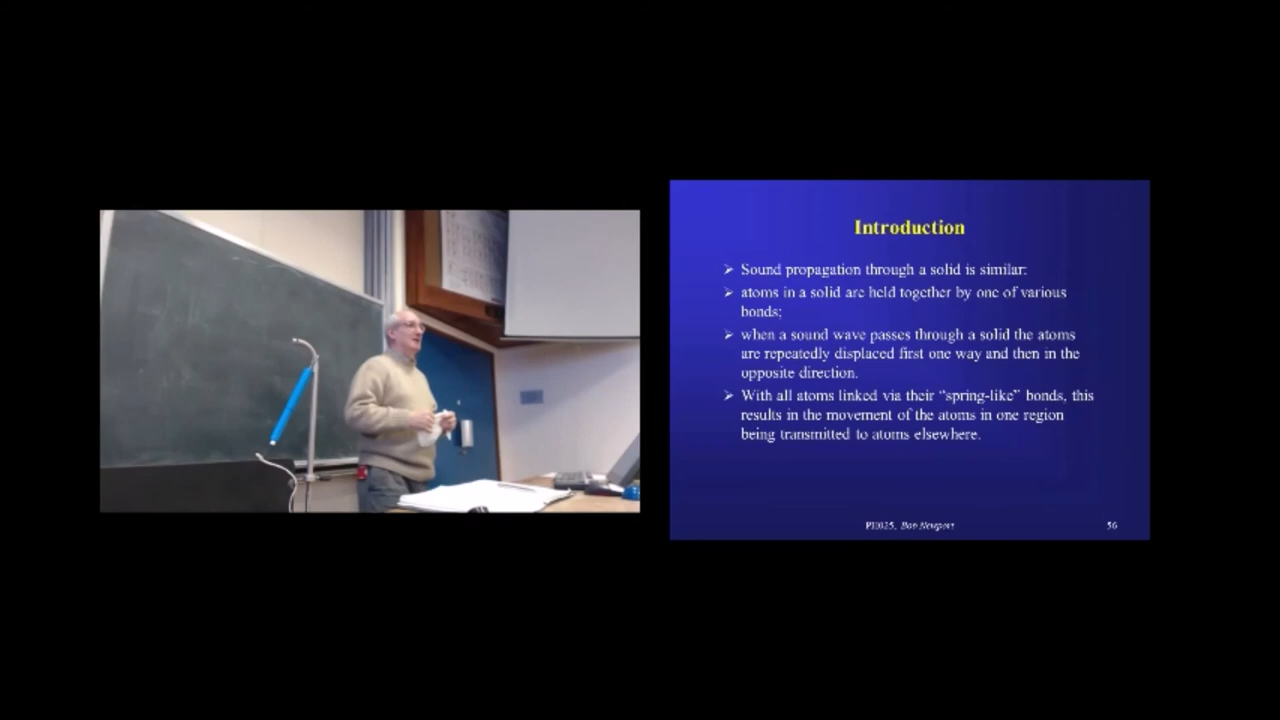 Introduction
➢ Sound propagation through a solid is similar:
➢ atoms in a solid are held together by one of various
bonds;
➢ when a sound wave passes through a solid the atoms
are repeatedly displaced first one way and then in the
opposite direction.
➢ With all atoms linked via their “spring-like” bonds, this
results in the movement of the atoms in one region
being transmitted to atoms elsewhere.
PH025, Bob Newport
56